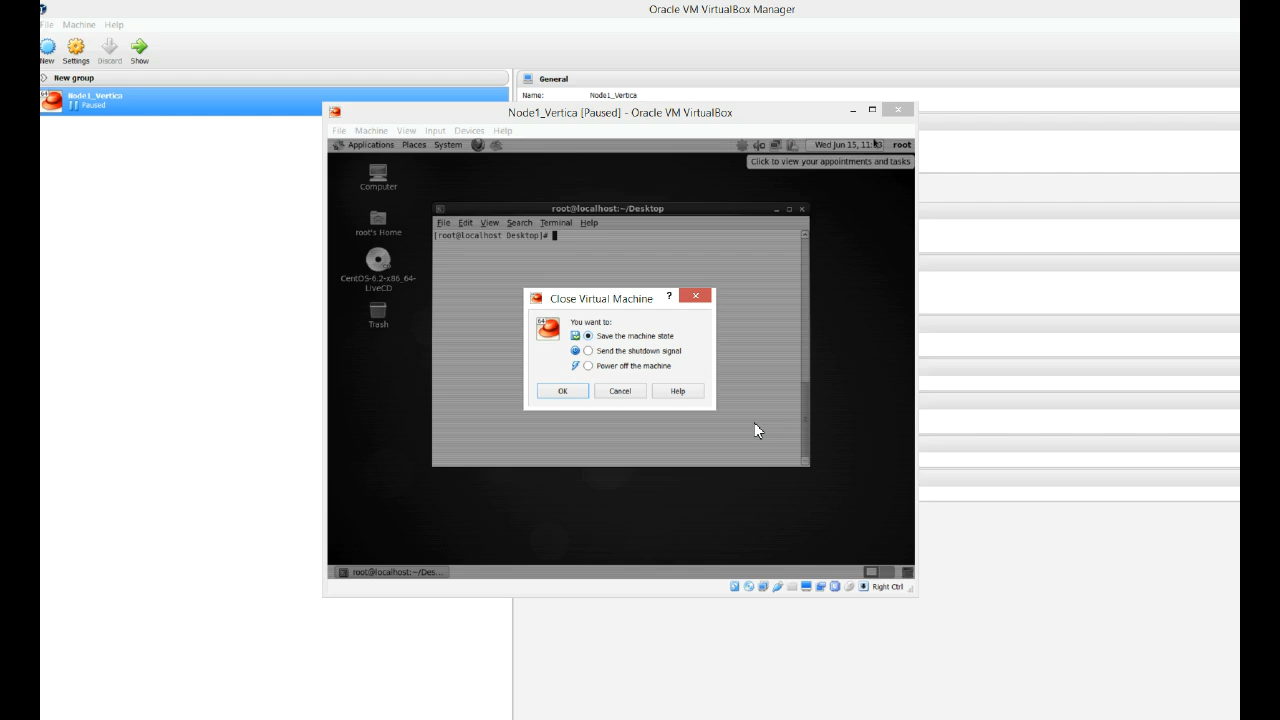 Oracle VM VirtualBox Manager
File Machine Help
New Settings Discard Show
New group
General
64
Node1_Vertica
Paused
Name: Node1_Vertica
Node1_Vertica [Paused] - Oracle VM VirtualBox
File Machine View Input Devices Help
Applications Places System
Wed Jun 15, root
Click to view your appointments and tasks
Computer
root's Home
CentOS-6.2-x86_64-
LiveCD
Trash
root@localhost:~/Desktop
File Edit View Search Terminal Help
[root@localhost Desktop]#
Close Virtual Machine ?
64
You want to:
Save the machine state
Send the shutdown signal
Power off the machine
OK Cancel Help
root@localhost:~/Des...
Right Ctrl